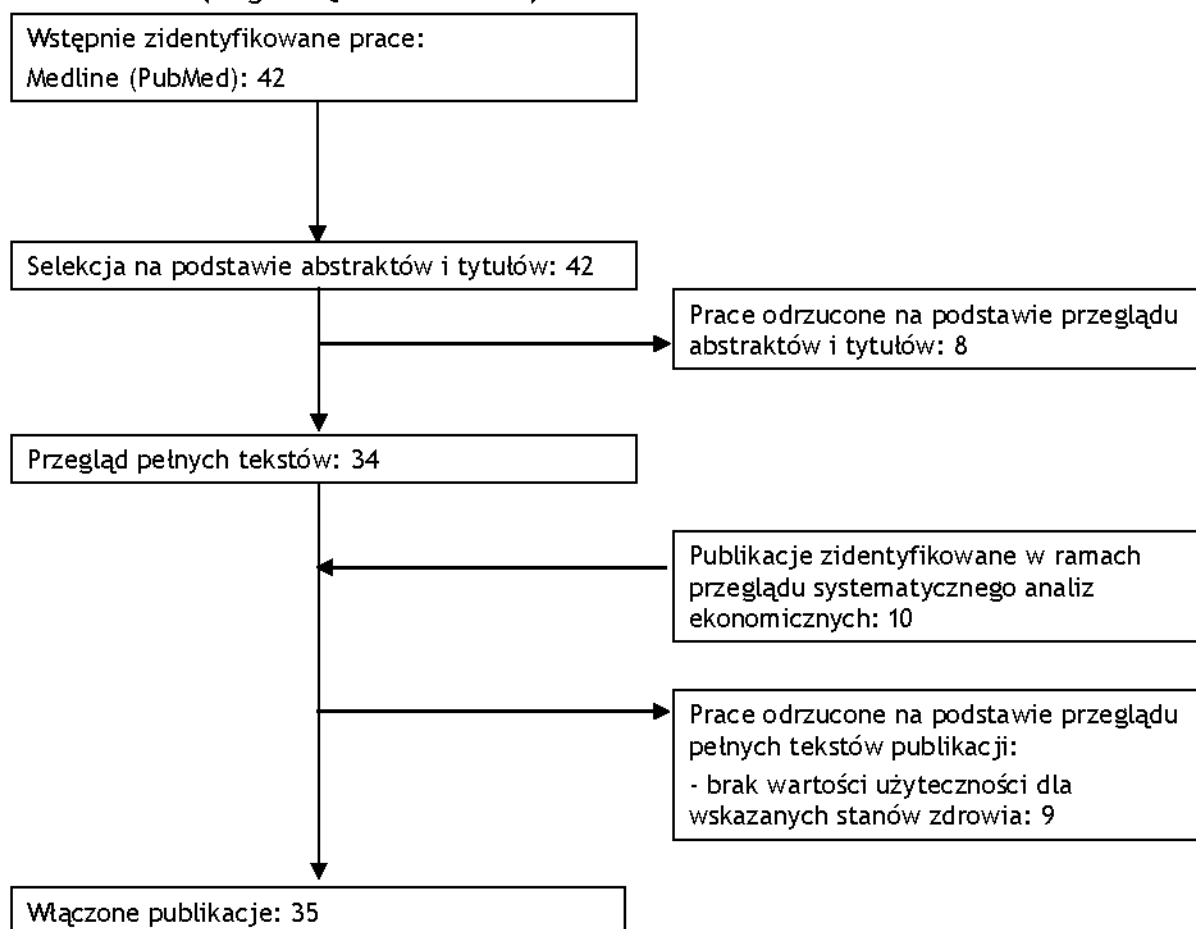 Wstępnie zidentyfikowane prace:
Medline (PubMed): 42
Selekcja na podstawie abstraktów i tytułów: 42
Prace odrzucone na podstawie przeglądu
abstraktów i tytułów: 8
Przegląd pełnych tekstów: 34
Publikacje zidentyfikowane w ramach
przeglądu systematycznego analiz
ekonomicznych: 10
Prace odrzucone na podstawie przeglądu
pełnych tekstów publikacji:
- brak wartości użyteczności dla
wskazanych stanów zdrowia: 9
Włączone publikacje: 35